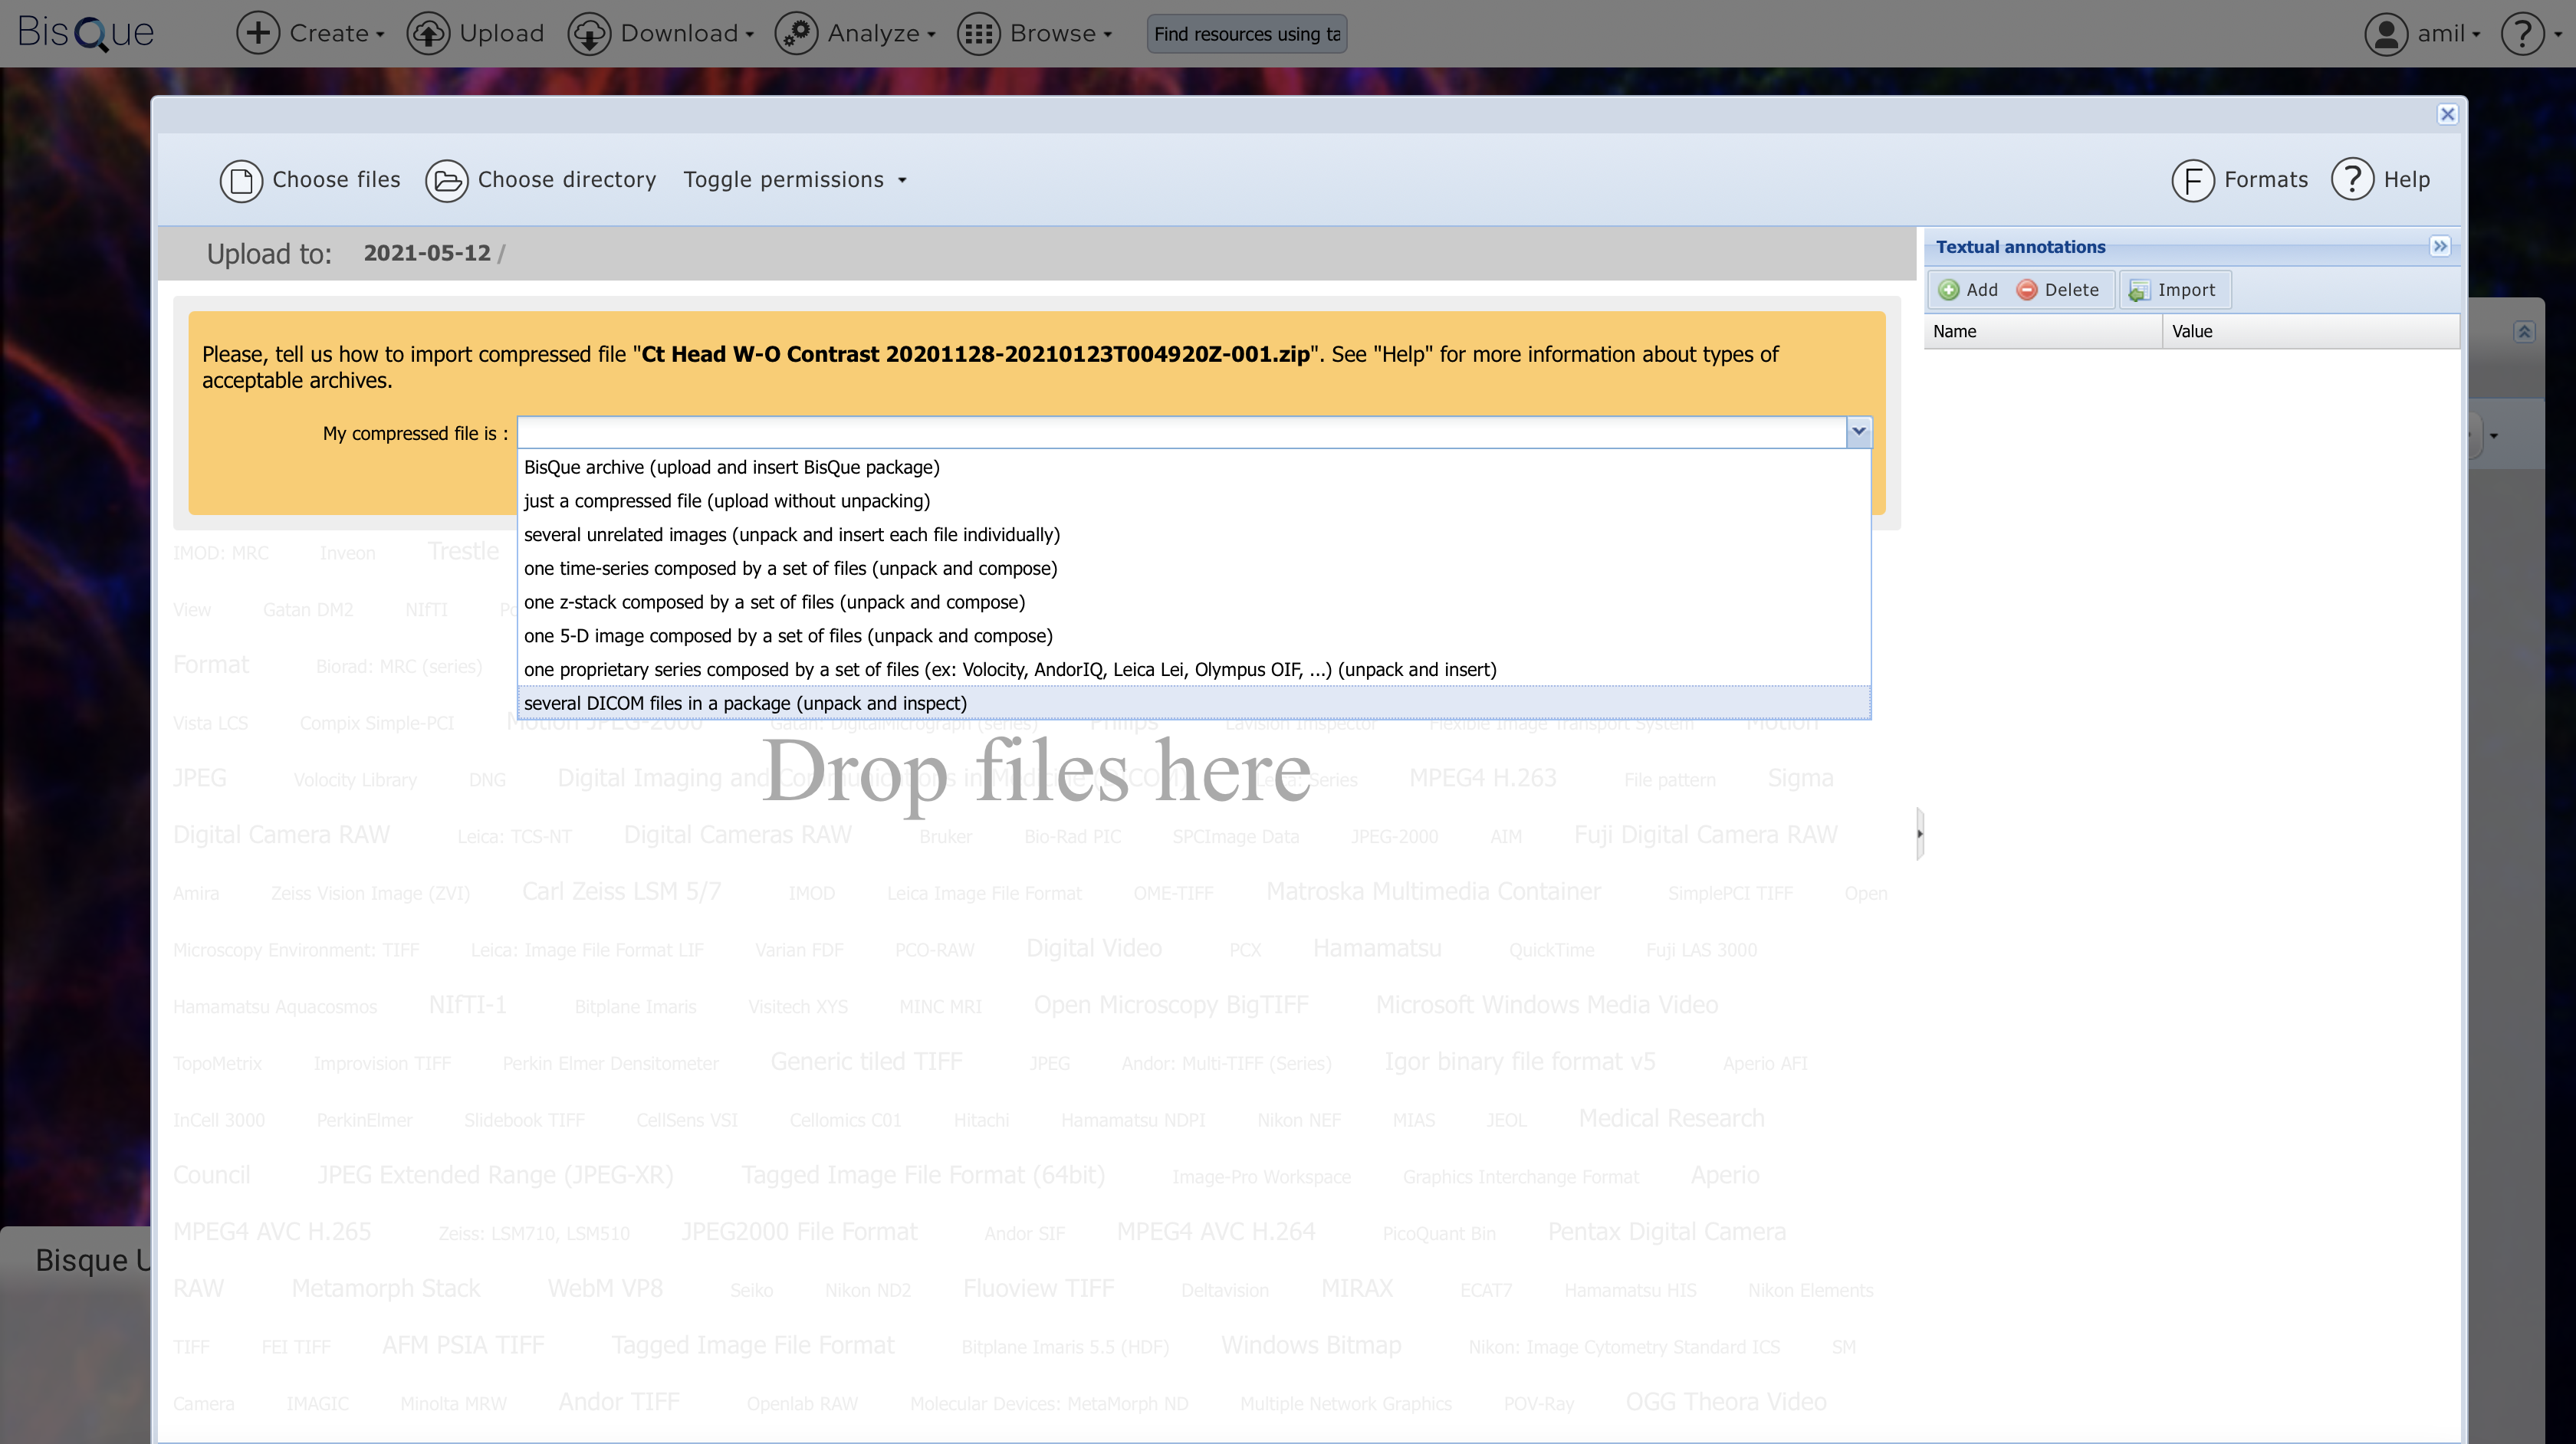 BisQue Create Upload Download Analyze Browse Find resources using ta amil ?
Choose files Choose directory Toggle permissions F Formats ? Help
Upload to: 2021-05-12 /
Textual annotations
Add Delete Import
Name Value
Please, tell us how to import compressed file "Ct Head W-O Contrast 20201128-20210123T004920Z-001.zip". See "Help" for more information about types of
acceptable archives.
My compressed file is :
BisQue archive (upload and insert BisQue package)
just a compressed file (upload without unpacking)
several unrelated images (unpack and insert each file individually)
one time-series composed by a set of files (unpack and compose)
one z-stack composed by a set of files (unpack and compose)
one 5-D image composed by a set of files (unpack and compose)
one proprietary series composed by a set of files (ex: Volocity, AndorIQ, Leica Lei, Olympus OIF, ...) (unpack and insert)
several DICOM files in a package (unpack and inspect)
IMOD: MRC Inveon Trestle
View Gatan DM2 NIfTI
Format Biorad: MRC (series)
Vista LCS Compix Simple-PCI Motion JPEG-2000 Gatan: DigitalMicrograph (series) Philips Lavision Imspector Flexible Image Transport System Motion
Drop files here
JPEG Volocity Library DNG Digital Imaging and Communications in Medicine (DICOM) Leica: Series MPEG4 H.263 File pattern Sigma
Digital Camera RAW Leica: TCS-NT Digital Cameras RAW Bruker Bio-Rad PIC SPCImage Data JPEG-2000 AIM Fuji Digital Camera RAW
Amira Zeiss Vision Image (ZVI) Carl Zeiss LSM 5/7 IMOD Leica Image File Format OME-TIFF Matroska Multimedia Container SimplePCI TIFF Open
Microscopy Environment: TIFF Leica: Image File Format LIF Varian FDF PCO-RAW Digital Video PCX Hamamatsu QuickTime Fuji LAS 3000
Hamamatsu Aquacosmos NIfTI-1 Bitplane Imaris Visitech XYS MINC MRI Open Microscopy BigTIFF Microsoft Windows Media Video
TopoMetrix Improvision TIFF Perkin Elmer Densitometer Generic tiled TIFF JPEG Andor: Multi-TIFF (Series) Igor binary file format v5 Aperio AFI
InCell 3000 PerkinElmer Slidebook TIFF CellSens VSI Cellomics C01 Hitachi Hamamatsu NDPI Nikon NEF MIAS JEOL Medical Research
Council JPEG Extended Range (JPEG-XR) Tagged Image File Format (64bit) Image-Pro Workspace Graphics Interchange Format Aperio
MPEG4 AVC H.265 Zeiss: LSM710, LSM510 JPEG2000 File Format Andor SIF MPEG4 AVC H.264 PicoQuant Bin Pentax Digital Camera
Bisque U
RAW Metamorph Stack WebM VP8 Seiko Nikon ND2 Fluoview TIFF Deltavision MIRAX ECAT7 Hamamatsu HIS Nikon Elements
TIFF FEI TIFF AFM PSIA TIFF Tagged Image File Format Bitplane Imaris 5.5 (HDF) Windows Bitmap Nikon: Image Cytometry Standard ICS SM
Camera IMAGIC Minolta MRW Andor TIFF Openlab RAW Molecular Devices: MetaMorph ND Multiple Network Graphics POV-Ray OGG Theora Video